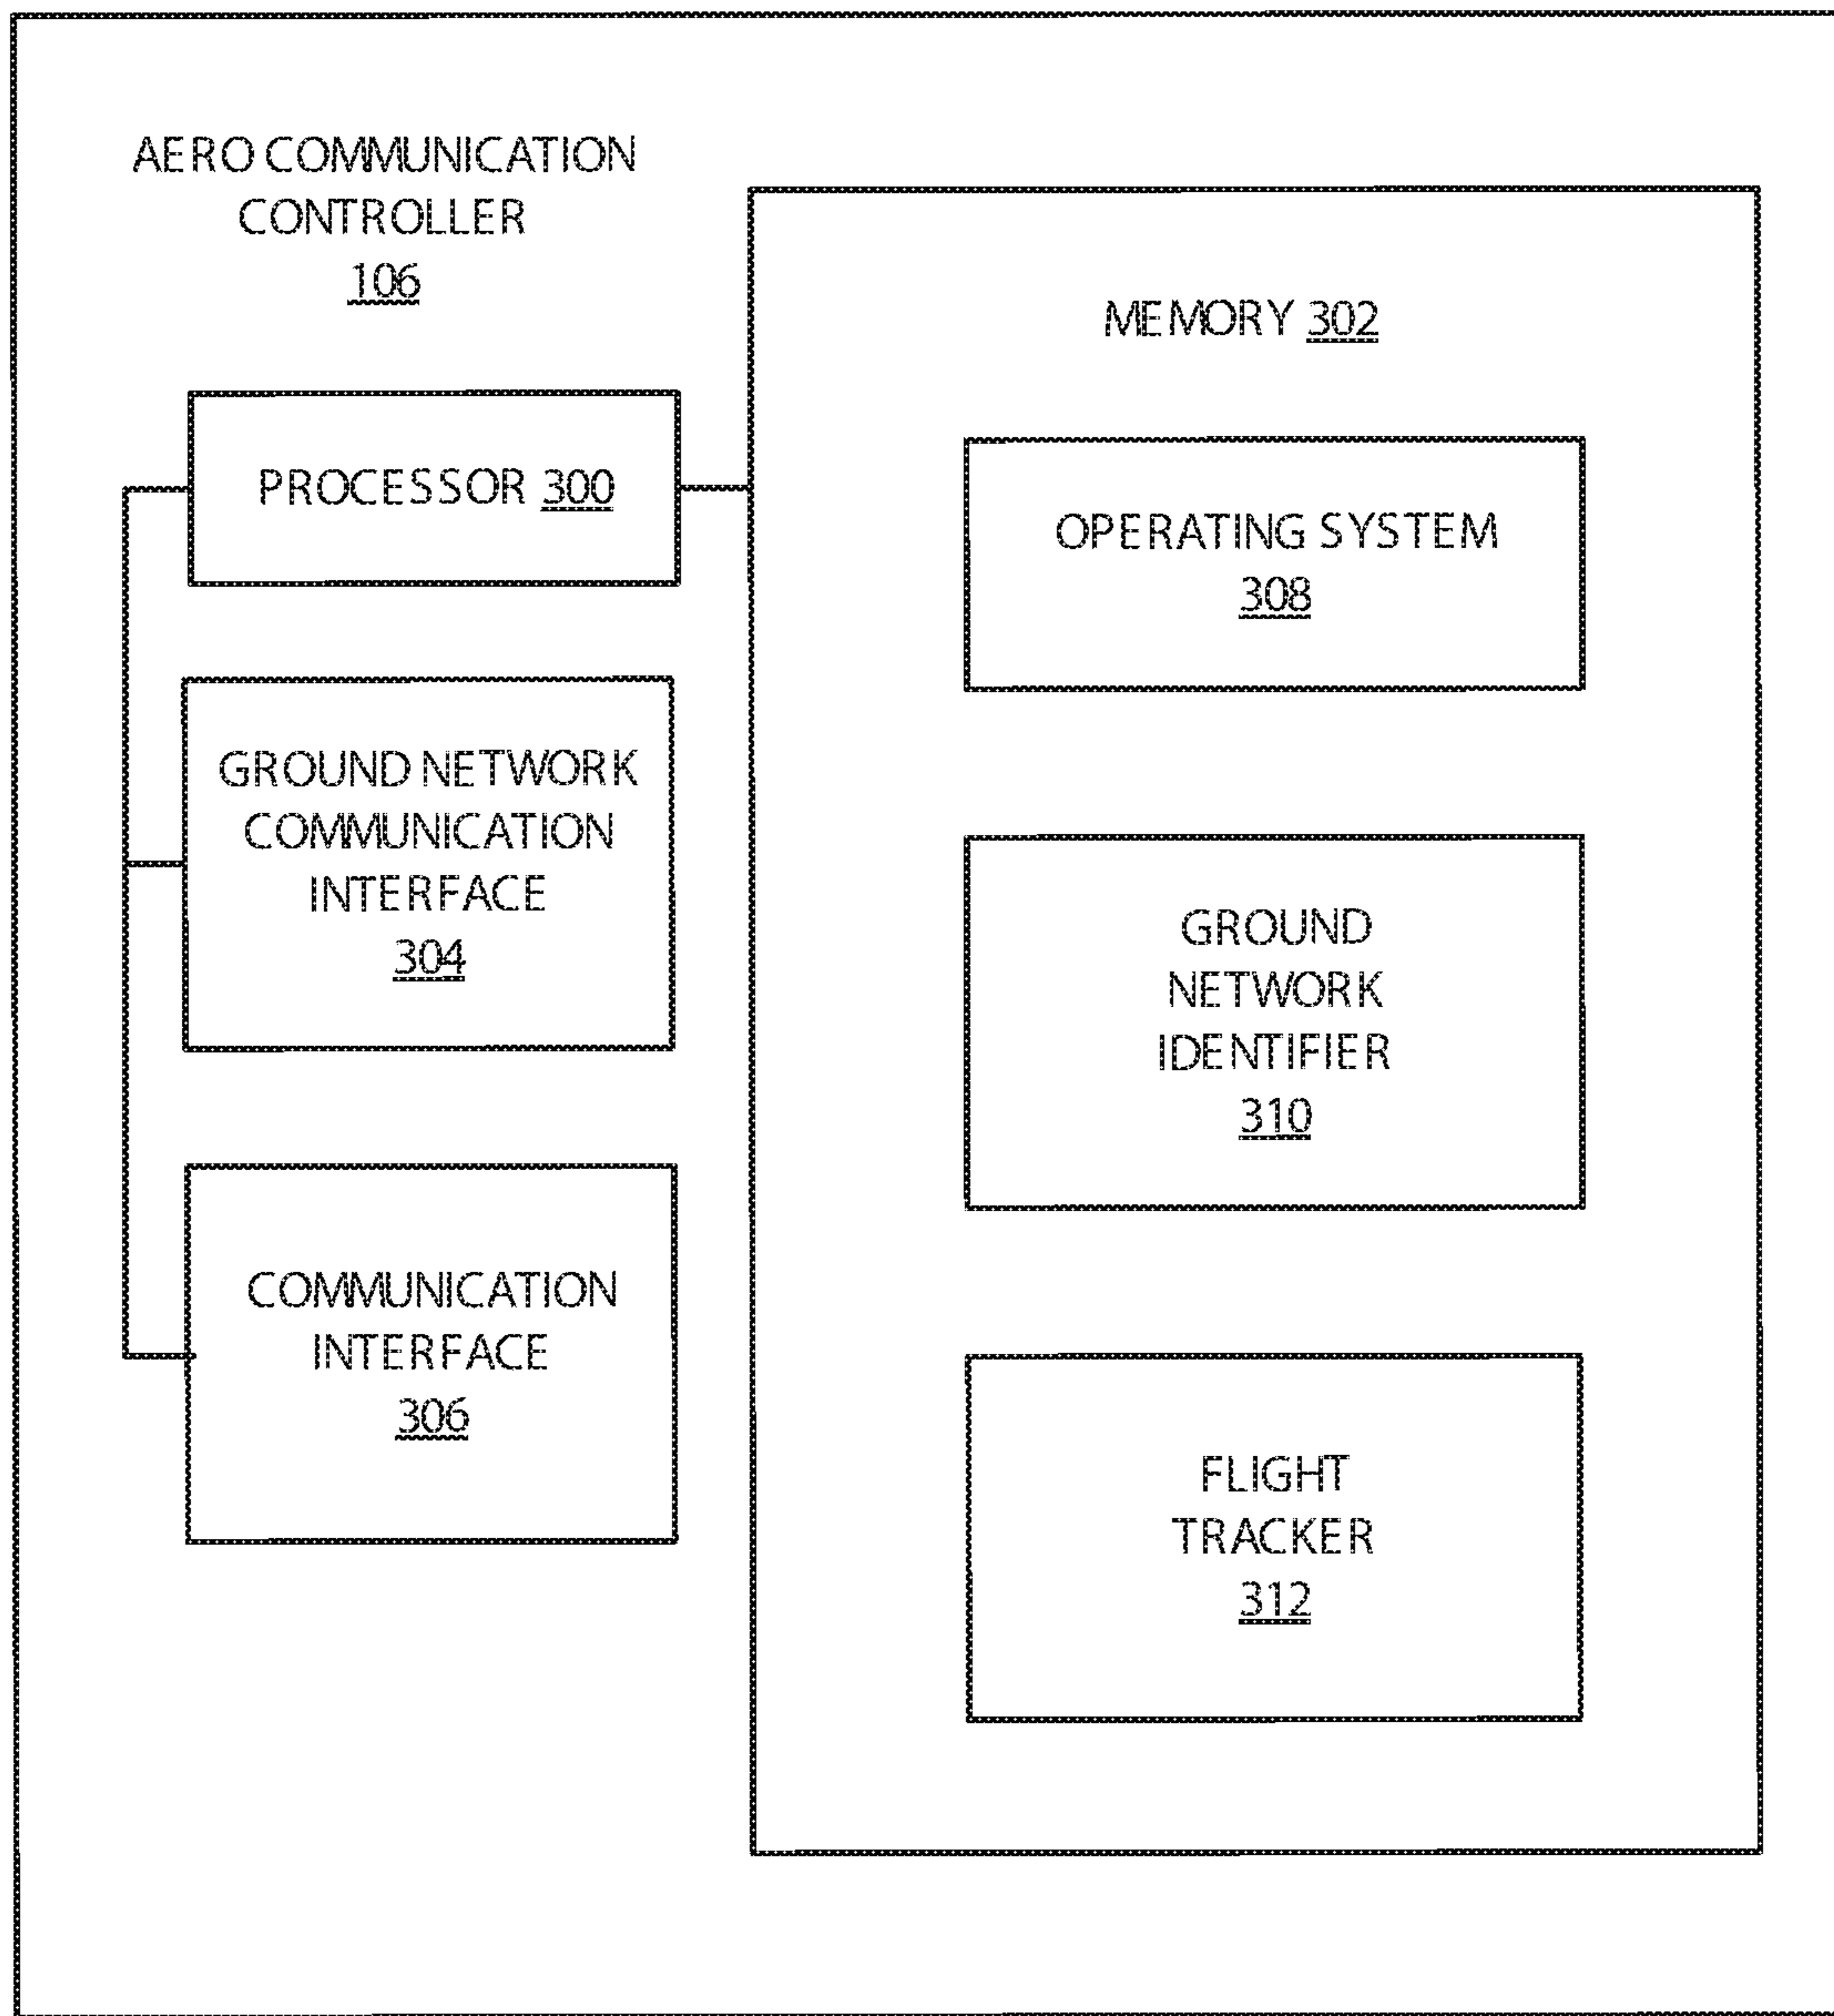 AERO COMMUNICATION
CONTROLLER
106
PROCESSOR 300
GROUND NETWORK
COMMUNICATION
INTERFACE
304
COMMUNICATION
INTERFACE
306
MEMORY 302
OPERATING SYSTEM
308
GROUND
NETWORK
IDENTIFIER
310
FLIGHT
TRACKER
312